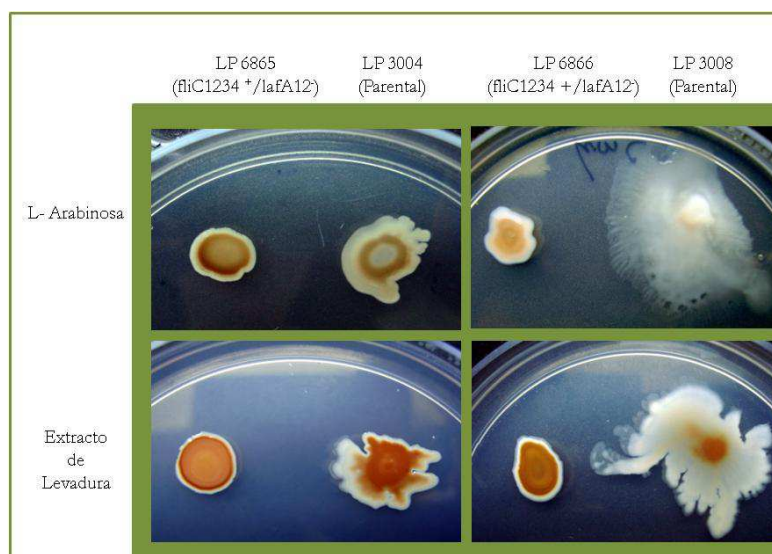 LP 6865
(fliC1234 +/lafA12-)
LP 3004
(Parental)
LP 6866
(fliC1234 +/lafA12-)
LP 3008
(Parental)
L- Arabinosa
Extracto
de
Levadura